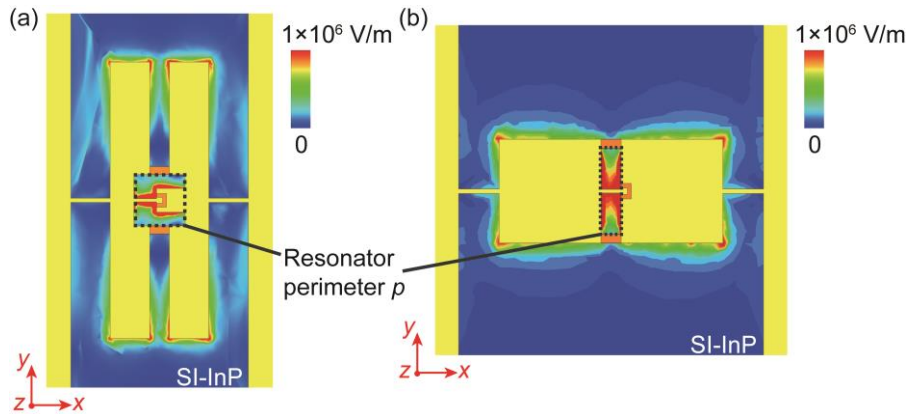 (a)
1×10⁶ V/m
0
SI-InP
y
z
x
Resonator
perimeter p
(b)
1×10⁶ V/m
0
SI-InP
y
z
x